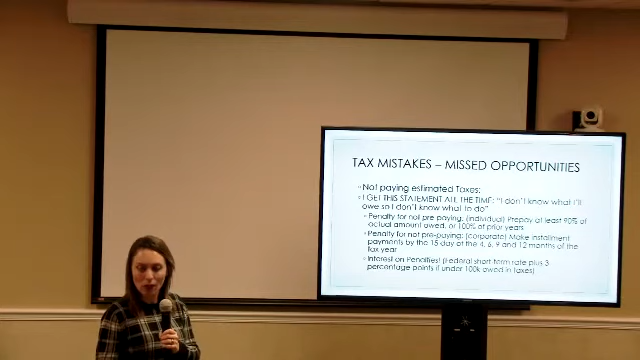 TAX MISTAKES – MISSED OPPORTUNITIES
Not paying estimated Taxes:
I GET THIS STATEMENT ALL THE TIME: "I don't know what I'll
owe so I don't know what to do"
Penalty for not pre paying: (individual) Prepay at least 90% of
actual amount owed, or 100% of prior years
Penalty for not pre-paying: (corporate) Make installment
payments by the 15 day of the 4, 6, 9 and 12 months of the
tax year
Interest on Penalties! (Federal short-term rate plus 3
percentage points if under 100k owed in taxes)